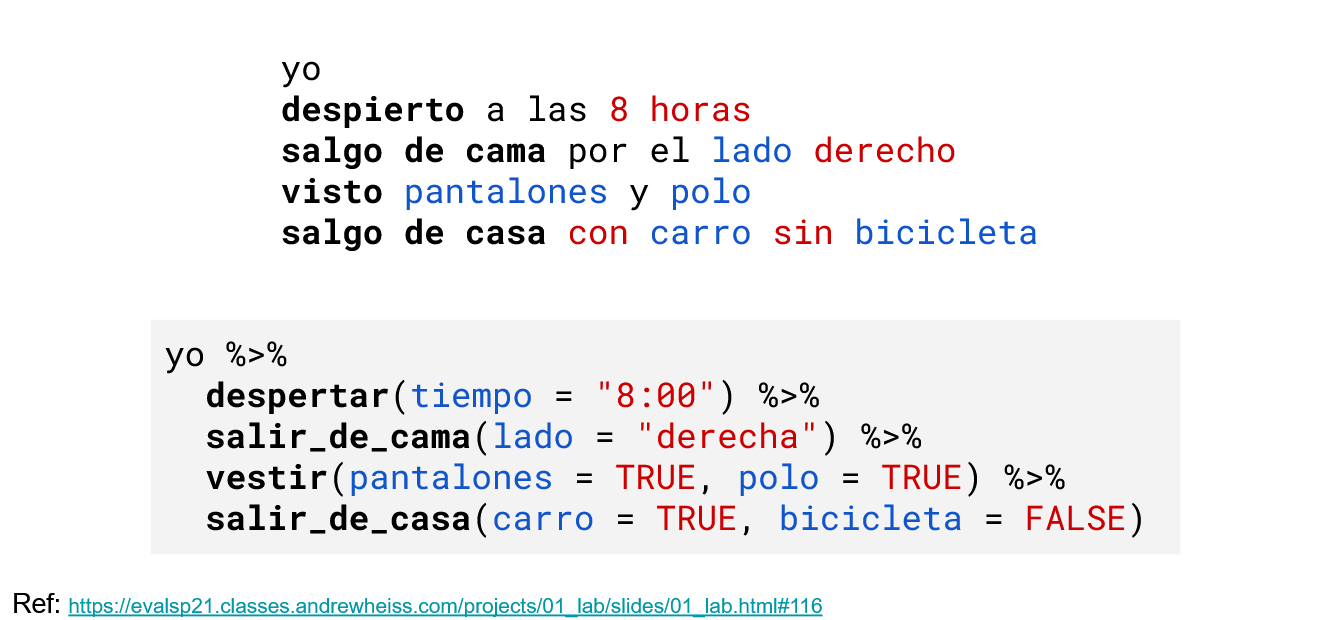 yo
despierto a las 8 horas
salgo de cama por el lado derecho
visto pantalones y polo
salgo de casa con carro sin bicicleta
yo %>%
despertar(tiempo = "8:00") %>%
salir_de_cama(lado = "derecha") %>%
vestir(pantalones = TRUE, polo = TRUE) %>%
salir_de_casa(carro = TRUE, bicicleta = FALSE)
Ref: https://evalsp21.classes.andrewheiss.com/projects/01_lab/slides/01_lab.html#116